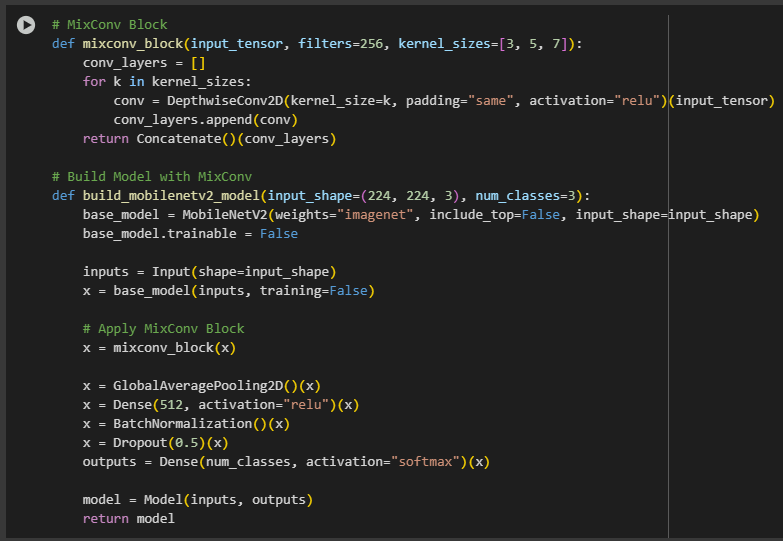 # MixConv Block
def mixconv_block(input_tensor, filters=256, kernel_sizes=[3, 5, 7]):
    conv_layers = []
    for k in kernel_sizes:
        conv = DepthwiseConv2D(kernel_size=k, padding="same", activation="relu")(input_tensor)
        conv_layers.append(conv)
    return Concatenate()(conv_layers)

# Build Model with MixConv
def build_mobilenetv2_model(input_shape=(224, 224, 3), num_classes=3):
    base_model = MobileNetV2(weights="imagenet", include_top=False, input_shape=input_shape)
    base_model.trainable = False

    inputs = Input(shape=input_shape)
    x = base_model(inputs, training=False)

    # Apply MixConv Block
    x = mixconv_block(x)

    x = GlobalAveragePooling2D()(x)
    x = Dense(512, activation="relu")(x)
    x = BatchNormalization()(x)
    x = Dropout(0.5)(x)
    outputs = Dense(num_classes, activation="softmax")(x)

    model = Model(inputs, outputs)
    return model